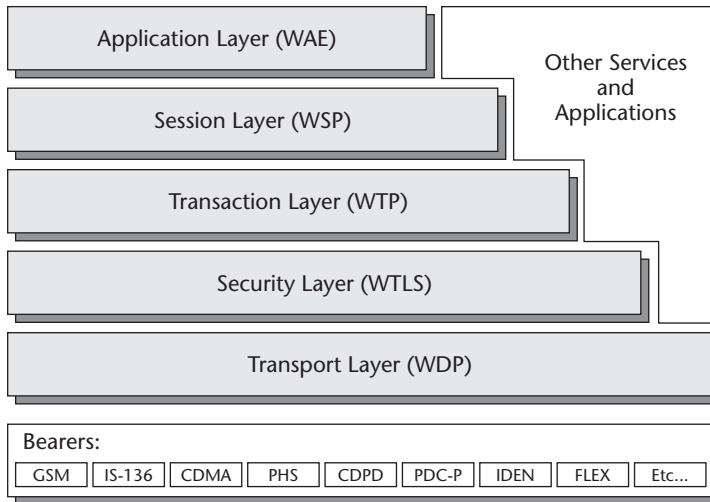 Application Layer (WAE)
Other Services
and
Applications
Session Layer (WSP)
Transaction Layer (WTP)
Security Layer (WTLS)
Transport Layer (WDP)
Bearers:
GSM IS-136 CDMA PHS CDPD PDC-P IDEN FLEX Etc...